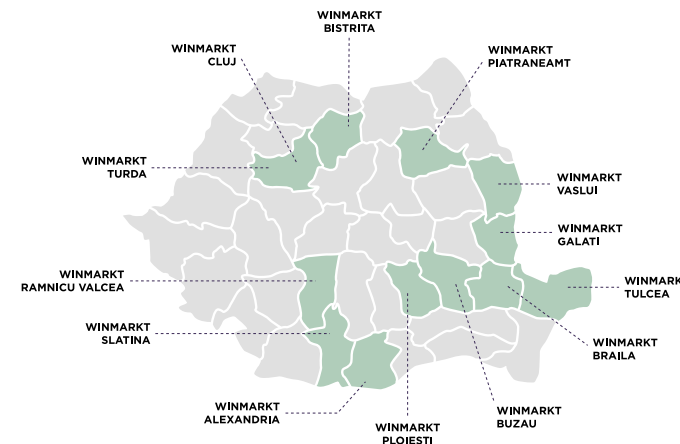 WINMARKT
BISTRITA
WINMARKT
CLUJ
WINMARKT
PIATRANEAMT
WINMARKT
TURDA
WINMARKT
VASLUI
WINMARKT
GALATI
WINMARKT
RAMNICU VALCEA
WINMARK
TULCEA
WINMARKT
SLATINA
WINMARKT
BRAILA
WINMARKT
ALEXANDRIA
WINMARKT
BUZAU
WINMARKT
PLOIESTI